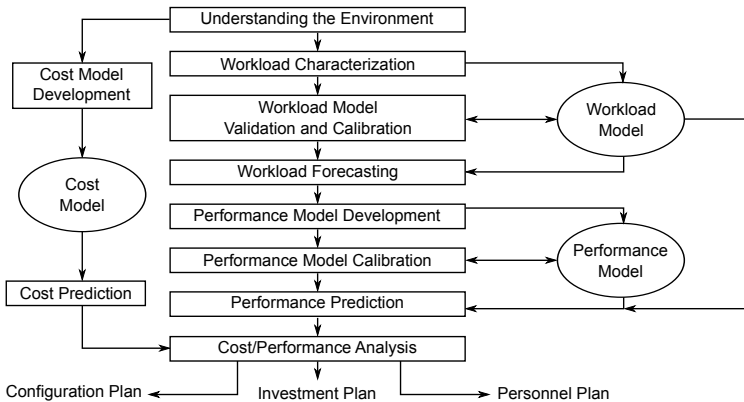 Understanding the Environment
Workload Characterization
Cost Model
Development
Workload Model
Validation and Calibration
Workload
Model
Workload Forecasting
Cost
Model
Performance Model Development
Performance Model Calibration
Performance
Model
Cost Prediction
Performance Prediction
Cost/Performance Analysis
Configuration Plan
Investment Plan
Personnel Plan